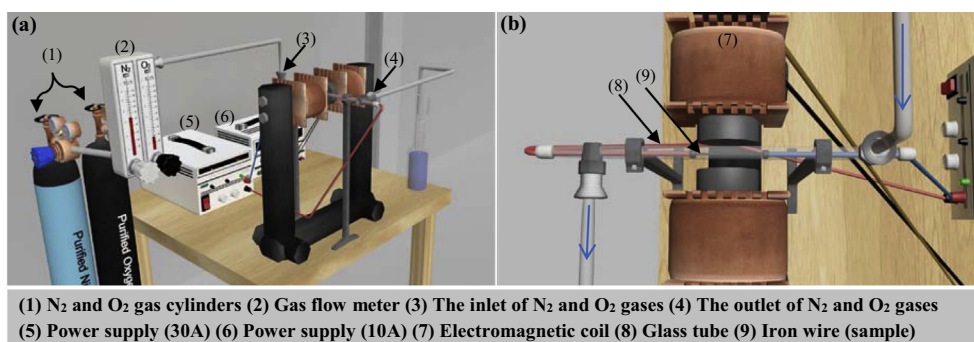 (a)
(1)
(2)
(3)
(4)
(5)
(6)
N₂
O₂
Purified Ni
Purified Oxyge
(b)
(7)
(8)
(9)
(1) N₂ and O₂ gas cylinders (2) Gas flow meter (3) The inlet of N₂ and O₂ gases (4) The outlet of N₂ and O₂ gases
(5) Power supply (30A) (6) Power supply (10A) (7) Electromagnetic coil (8) Glass tube (9) Iron wire (sample)